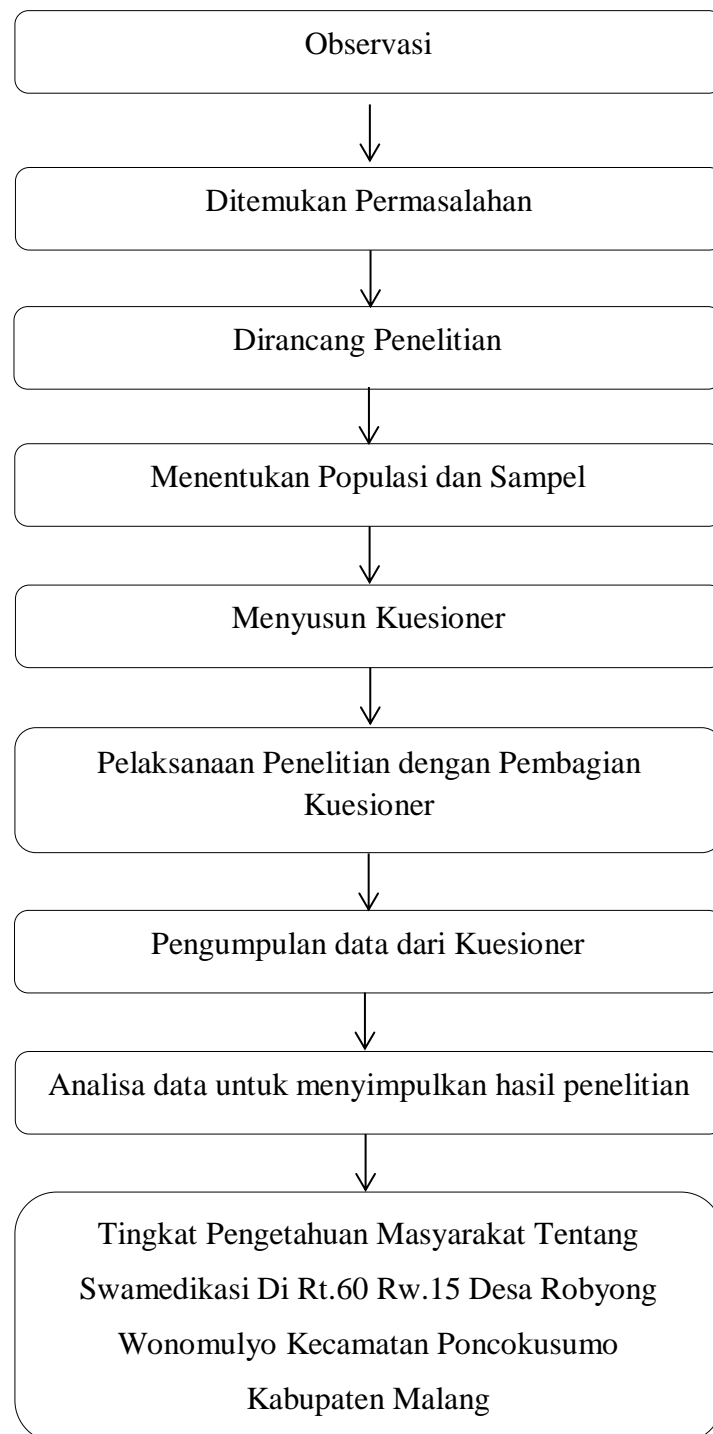 Observasi
Ditemukan Permasalahan
Dirancang Penelitian
Menentukan Populasi dan Sampel
Menyusun Kuesioner
Pelaksanaan Penelitian dengan Pembagian
Kuesioner
Pengumpulan data dari Kuesioner
Analisa data untuk menyimpulkan hasil penelitian
Tingkat Pengetahuan Masyarakat Tentang
Swamedikasi Di Rt.60 Rw.15 Desa Robyong
Wonomulyo Kecamatan Poncokusumo
Kabupaten Malang